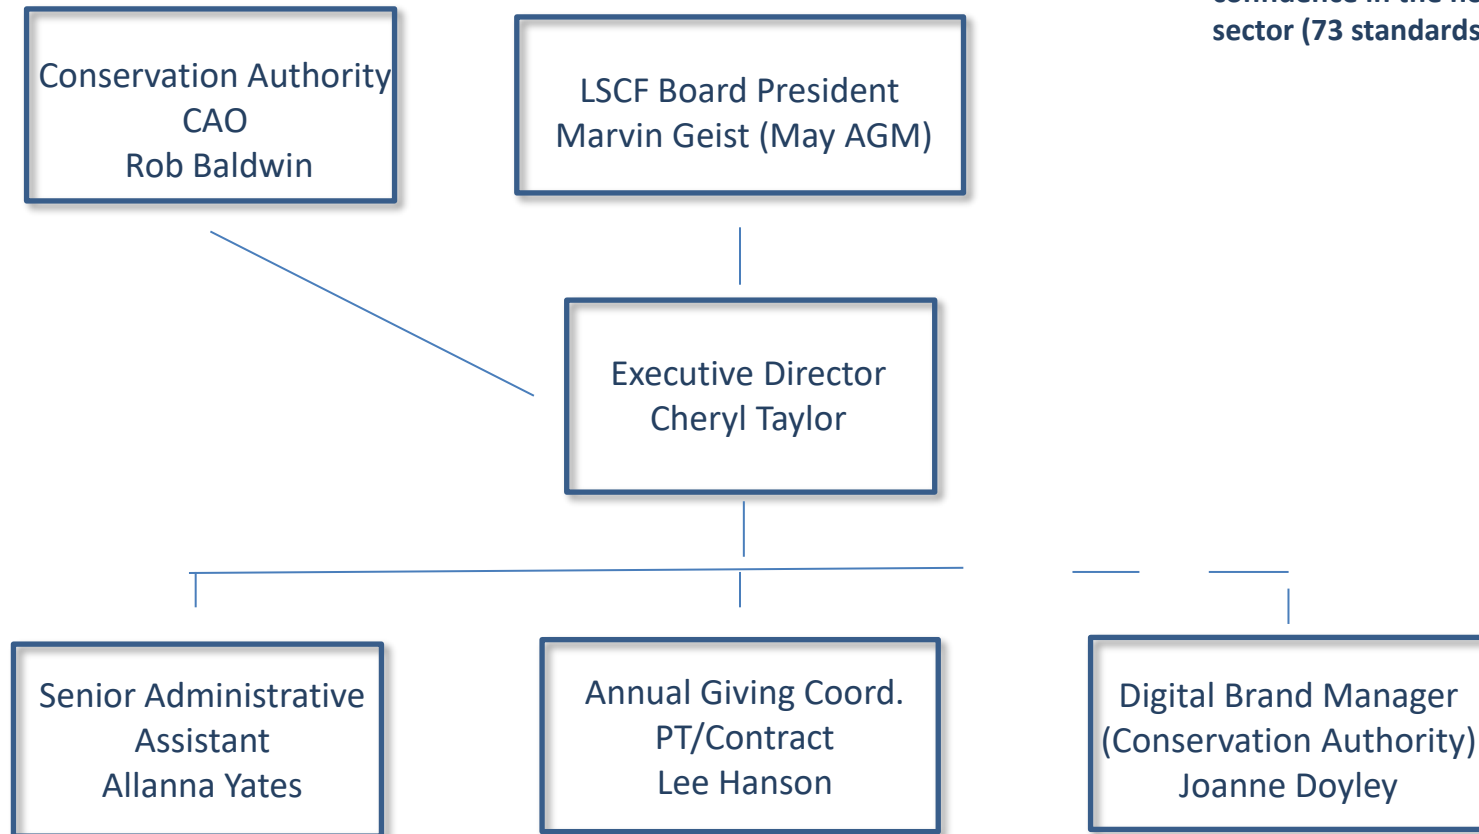 sector (73 standards
Conservation Authority
CAO
Rob Baldwin
LSCF Board President
Marvin Geist (May AGM)
Executive Director
Cheryl Taylor
Senior Administrative
Assistant
Allanna Yates
Annual Giving Coord.
PT/Contract
Lee Hanson
Digital Brand Manager
(Conservation Authority)
Joanne Doyley